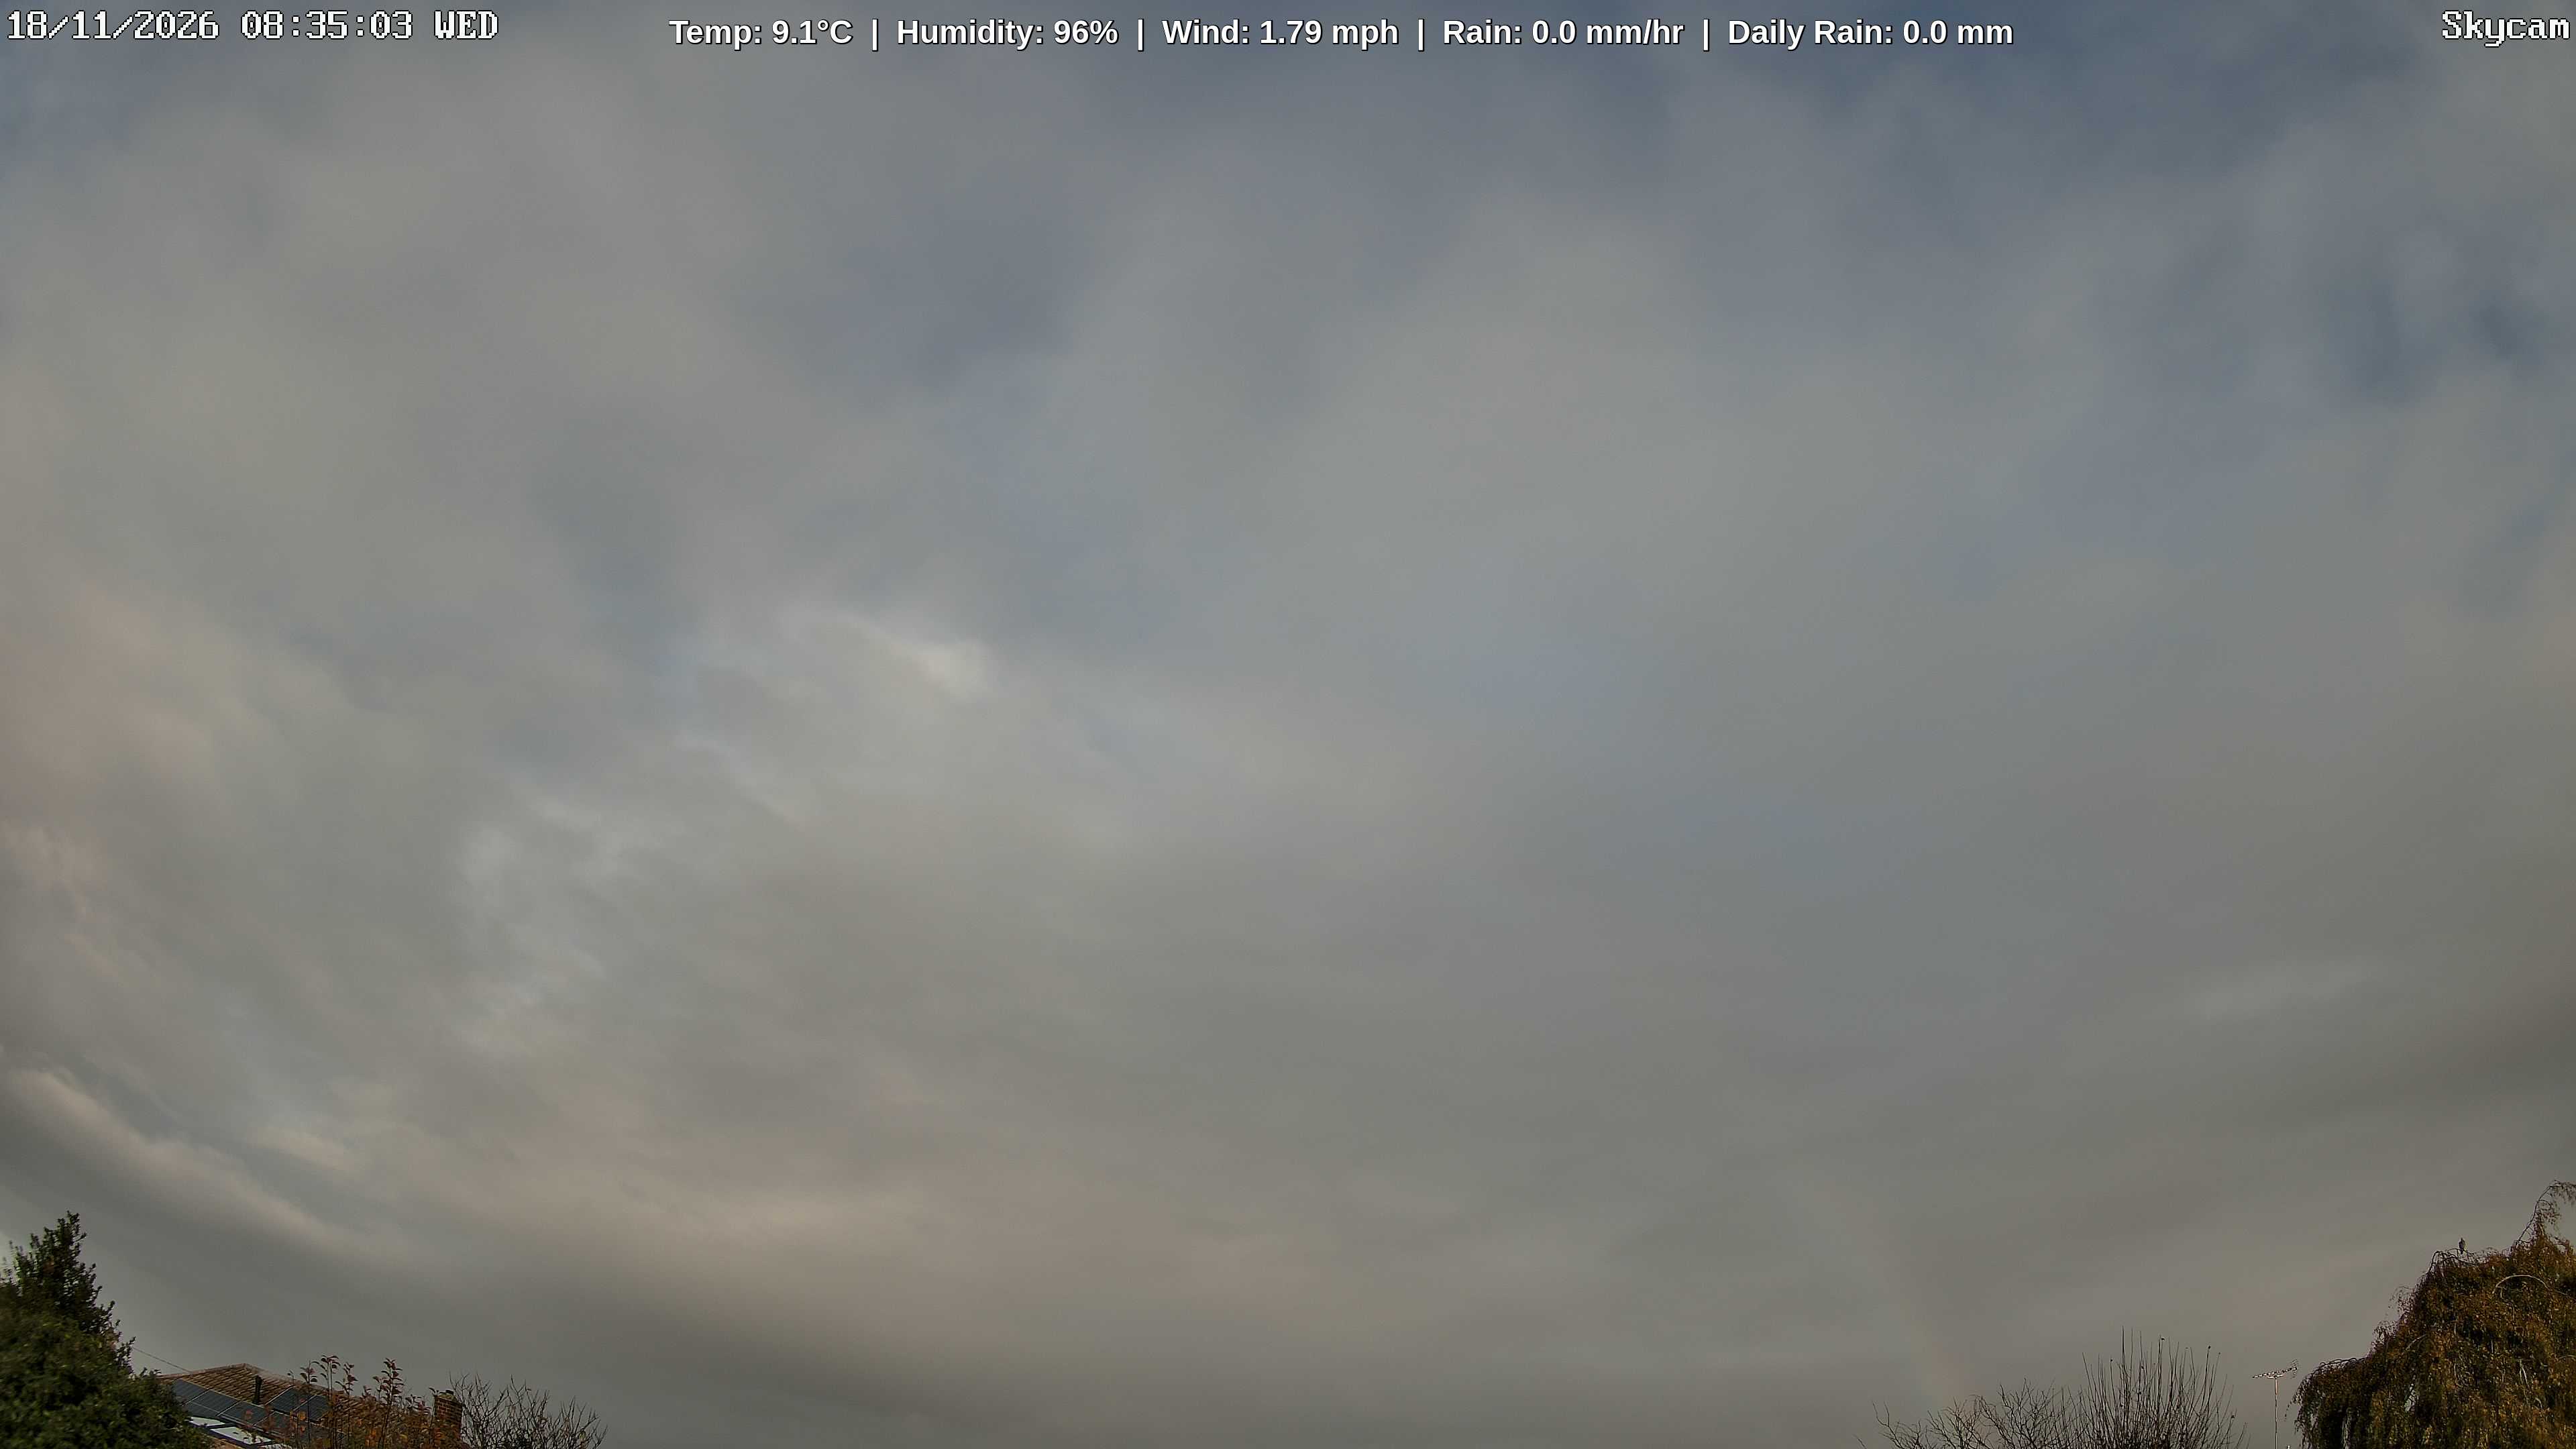 18/11/2026 08:35:03 WED
Temp: 9.1°C | Humidity: 96% | Wind: 1.79 mph | Rain: 0.0 mm/hr | Daily Rain: 0.0 mm
Skycam